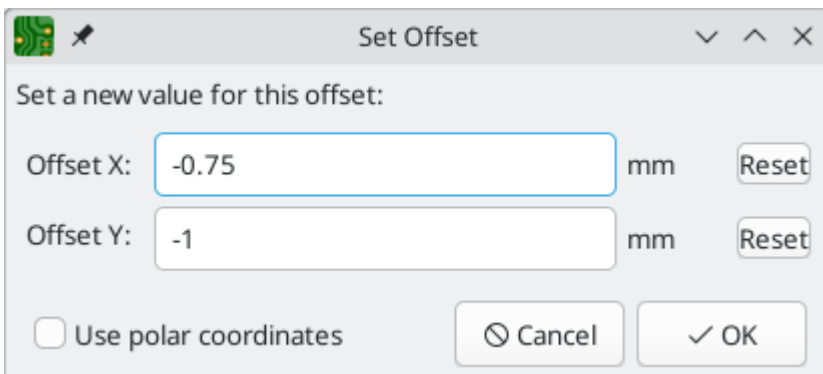 Set Offset
Set a new value for this offset:
Offset X: -0.75 mm Reset
Offset Y: -1 mm Reset
Use polar coordinates Cancel OK